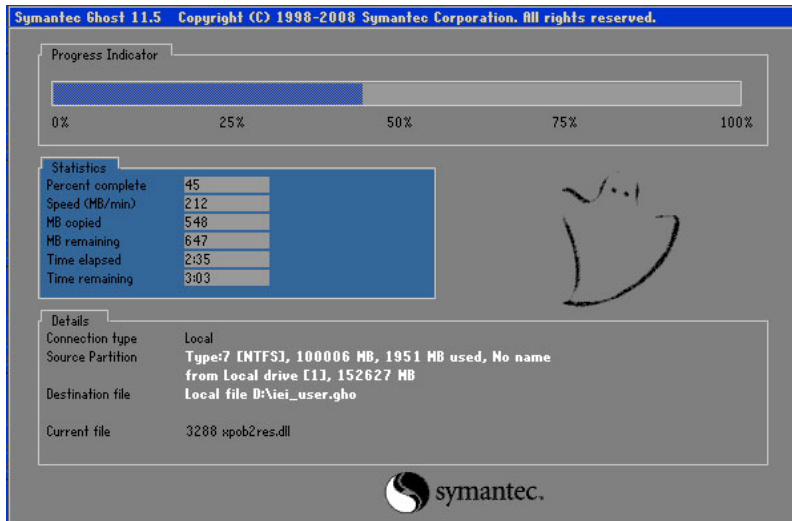 Symantec Ghost 11.5 Copyright (C) 1998-2008 Symantec Corporation. All rights reserved.
Progress Indicator
0% 25% 50% 75% 100%
Statistics
Percent complete 45
Speed (MB/min) 212
MB copied 548
MB remaining 647
Time elapsed 2:35
Time remaining 3:03
Details
Connection type Local
Source Partition Type:7 [NTFS], 100006 MB, 1951 MB used, No name
from Local drive [1], 152627 MB
Destination file Local file D:\iei_user.gho
Current file 3288 xpob2res.dll
symantec.